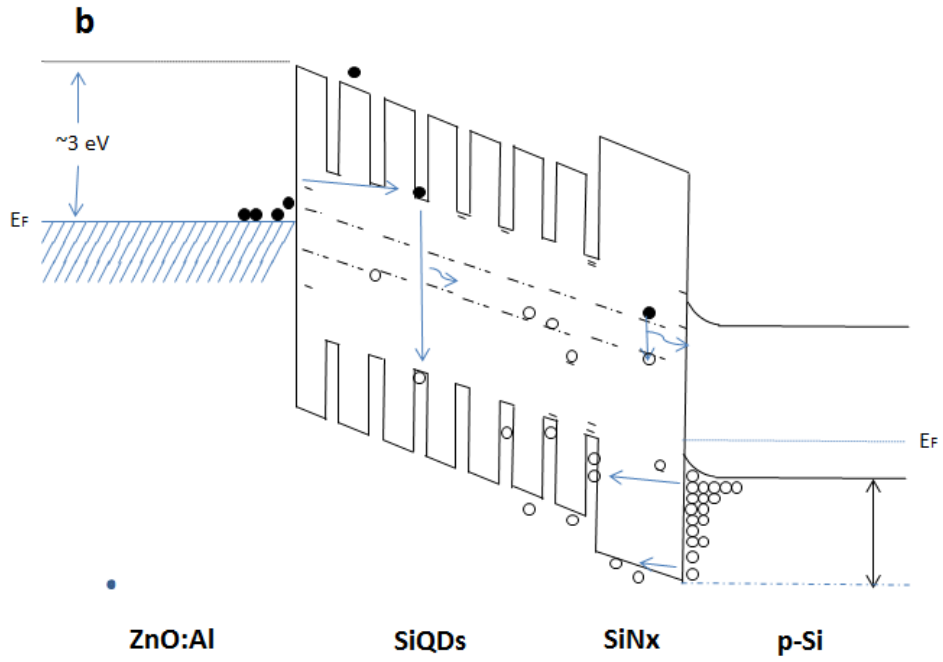 b
~3 eV
EF
EF
ZnO:Al
SiQDs
SiNx
p-Si